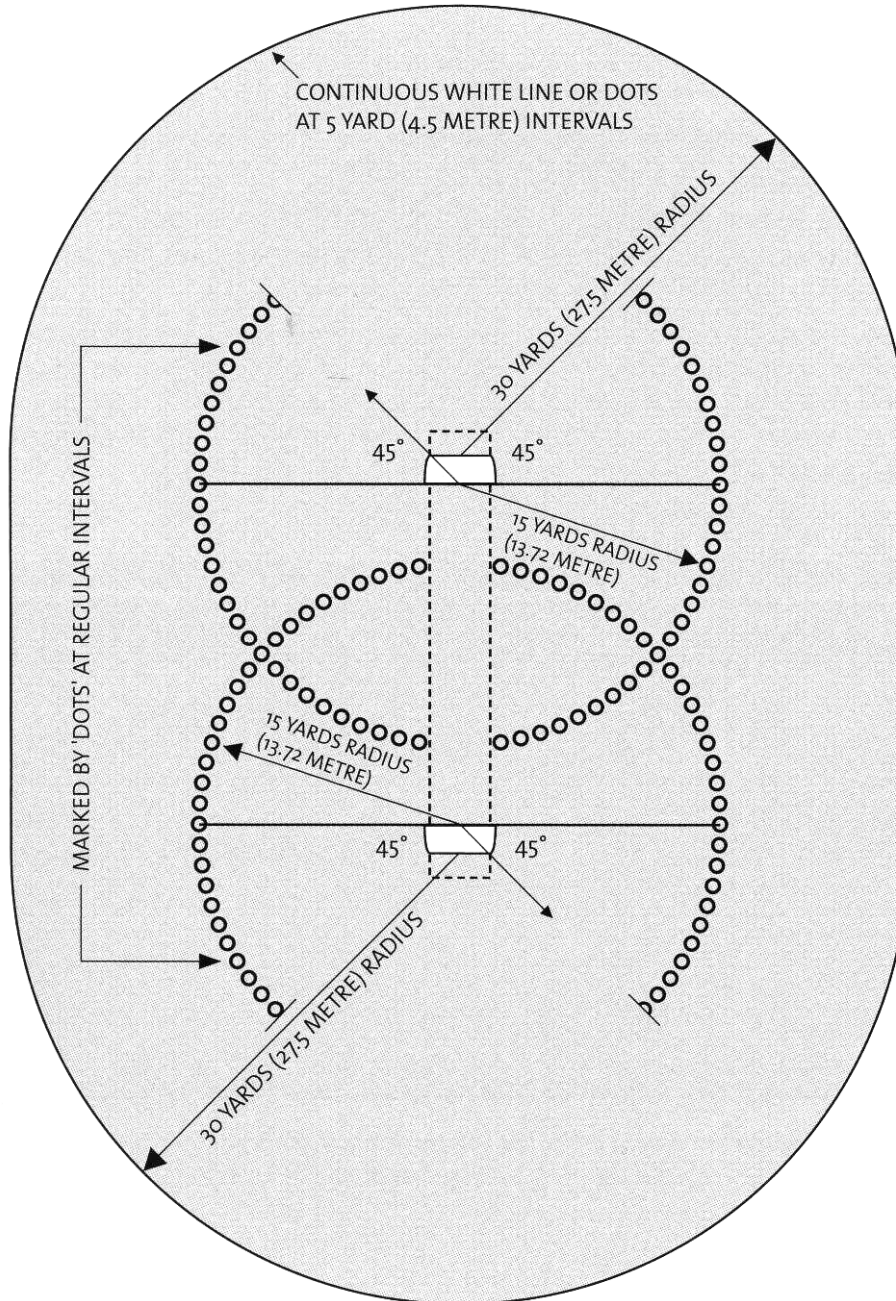 CONTINUOUS WHITE LINE OR DOTS
AT 5 YARD (4.5 METRE) INTERVALS
30 YARDS (27.5 METRE) RADIUS
45°
45°
15 YARDS RADIUS
(13.72 METRE)
MARKED BY 'DOTS' AT REGULAR INTERVALS
15 YARDS RADIUS
(13.72 METRE)
45°
45°
30 YARDS (27.5 METRE) RADIUS